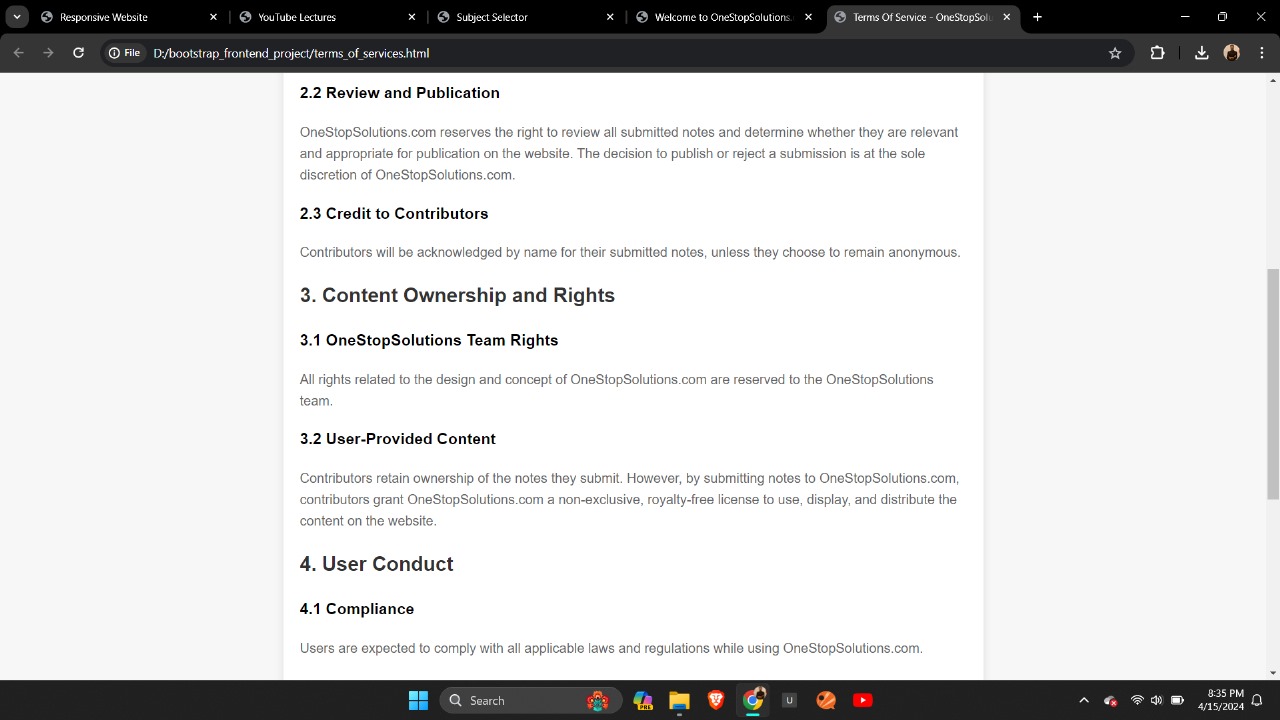 Responsive Website
YouTube Lectures
Subject Selector
Welcome to OneStopSolutions.
Terms Of Service - OneStopSolu
File
D:/bootstrap_frontend_project/terms_of_services.html
2.2 Review and Publication
OneStopSolutions.com reserves the right to review all submitted notes and determine whether they are relevant
and appropriate for publication on the website. The decision to publish or reject a submission is at the sole
discretion of OneStopSolutions.com.
2.3 Credit to Contributors
Contributors will be acknowledged by name for their submitted notes, unless they choose to remain anonymous.
3. Content Ownership and Rights
3.1 OneStopSolutions Team Rights
All rights related to the design and concept of OneStopSolutions.com are reserved to the OneStopSolutions
team.
3.2 User-Provided Content
Contributors retain ownership of the notes they submit. However, by submitting notes to OneStopSolutions.com,
contributors grant OneStopSolutions.com a non-exclusive, royalty-free license to use, display, and distribute the
content on the website.
4. User Conduct
4.1 Compliance
Users are expected to comply with all applicable laws and regulations while using OneStopSolutions.com.
Search
PRE
U
8:35 PM
4/15/2024